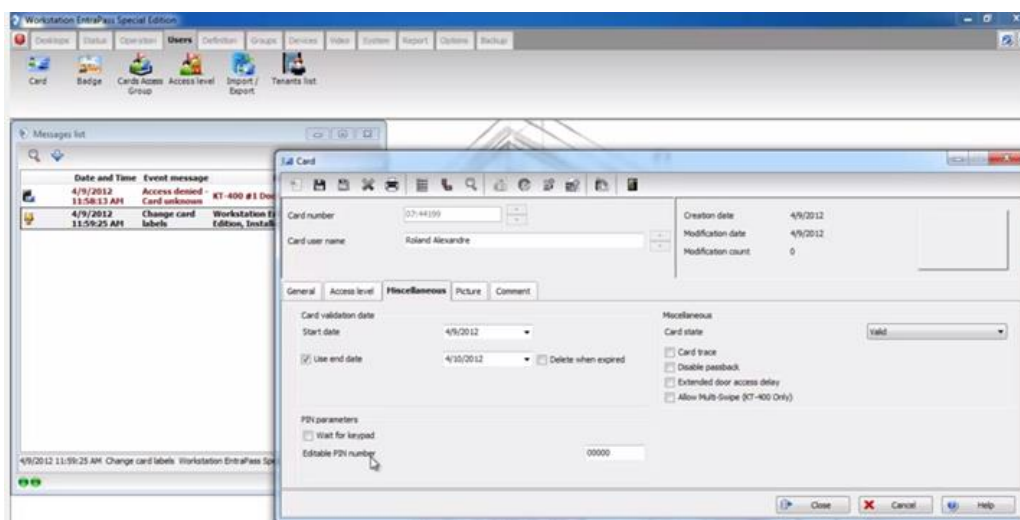 Workstation EntraPass Special Edition
Desktops Status Operation Users Definition Groups Devices Video System Report Options Backup
Card Badge Cards Access Group Access level Import / Export Tenants list
Messages list
Date and Time Event message
4/9/2012 11:58:13 AM Access denied - Card unknown KT-400 #1 Doo
4/9/2012 11:59:25 AM Change card labels Workstation E Edition, Install
4/9/2012 11:59:25 AM Change card labels Workstation EntraPass Spe
Card
Card number 07:44199
Card user name Roland Alexandre
Creation date 4/9/2012
Modification date 4/9/2012
Modification count 0
General Access level Miscellaneous Picture Comment
Card validation date
Start date 4/9/2012
Use end date 4/10/2012 Delete when expired
PIN parameters
Wait for keypad
Editable PIN number 00000
Miscellaneous
Card state Valid
Card trace
Disable passback
Extended door access delay
Allow Multi-Swipe (KT-400 Only)
Close Cancel Help